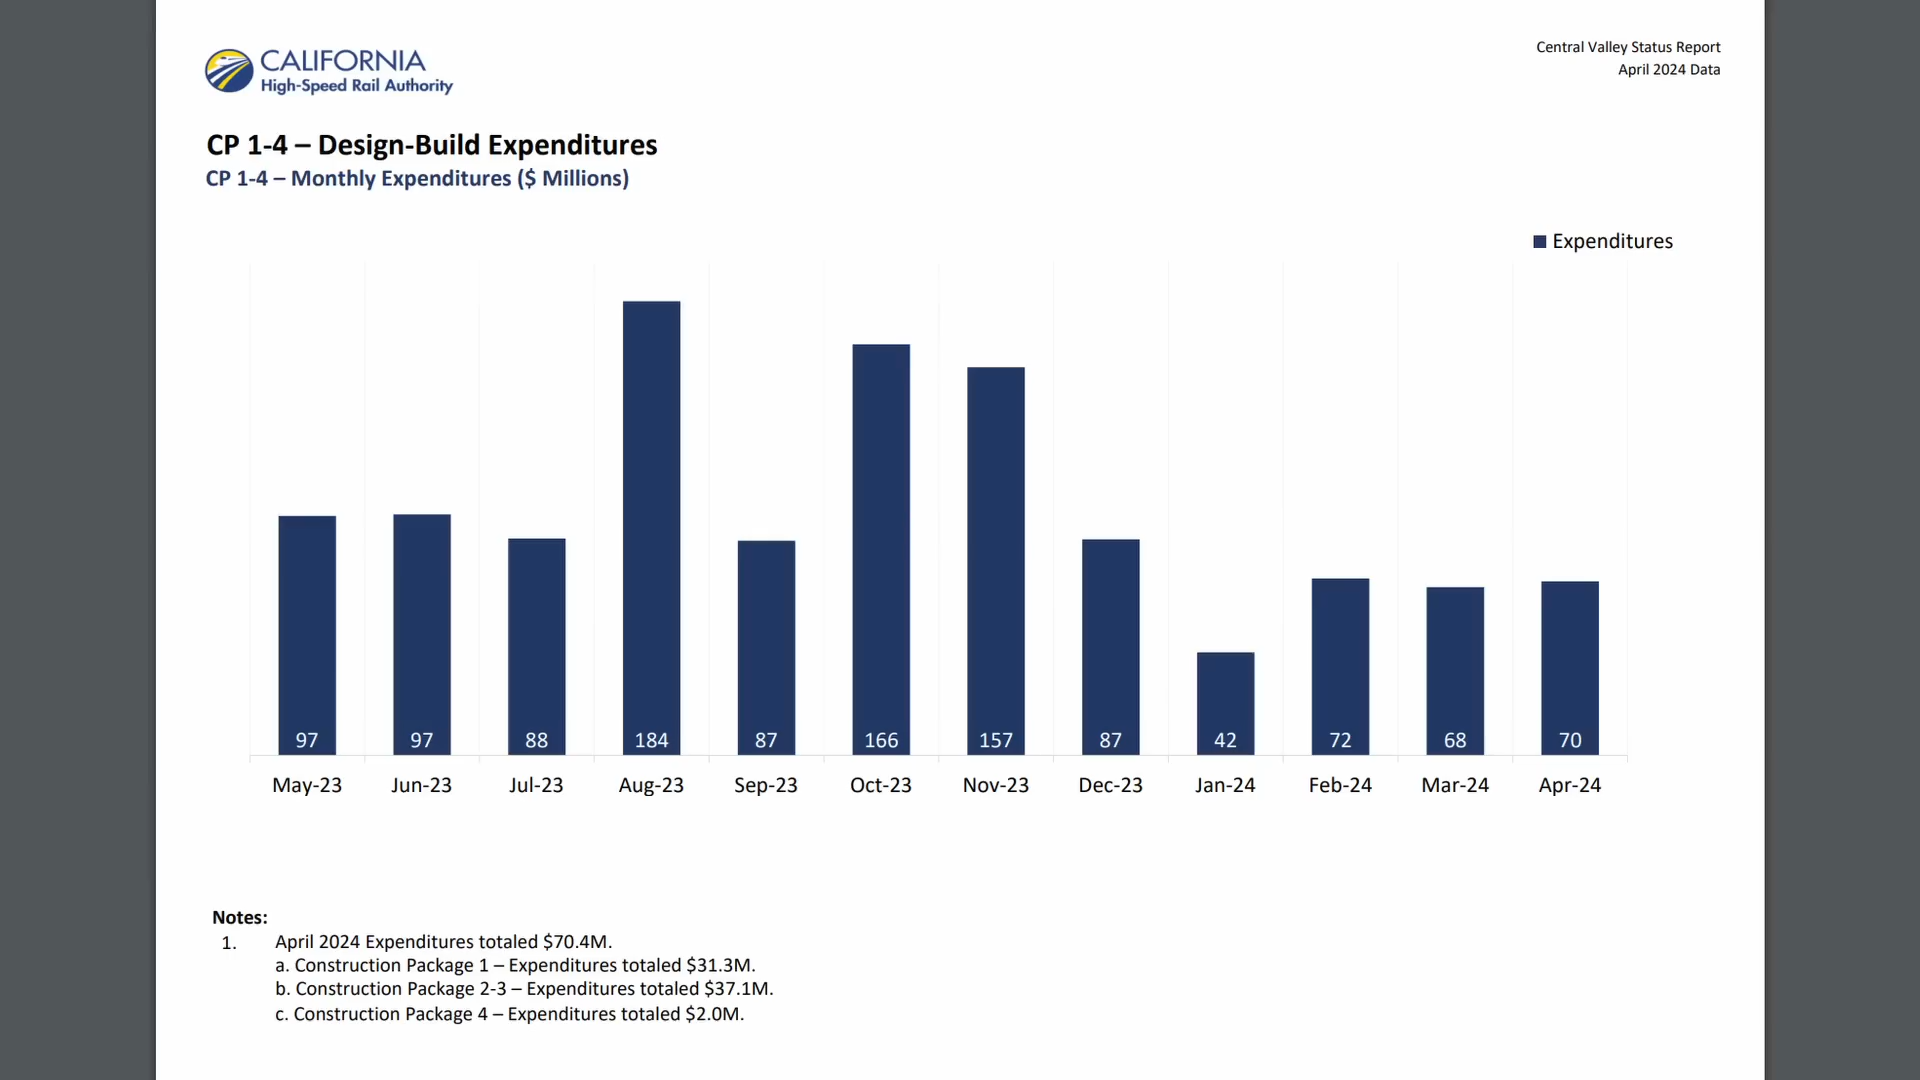 CALIFORNIA
High-Speed Rail Authority
Central Valley Status Report
April 2024 Data
CP 1-4 – Design-Build Expenditures
CP 1-4 – Monthly Expenditures ($ Millions)
Expenditures
97 97 88 184 87 166 157 87 42 72 68 70
May-23 Jun-23 Jul-23 Aug-23 Sep-23 Oct-23 Nov-23 Dec-23 Jan-24 Feb-24 Mar-24 Apr-24
Notes:
1. April 2024 Expenditures totaled $70.4M.
a. Construction Package 1 – Expenditures totaled $31.3M.
b. Construction Package 2-3 – Expenditures totaled $37.1M.
c. Construction Package 4 – Expenditures totaled $2.0M.